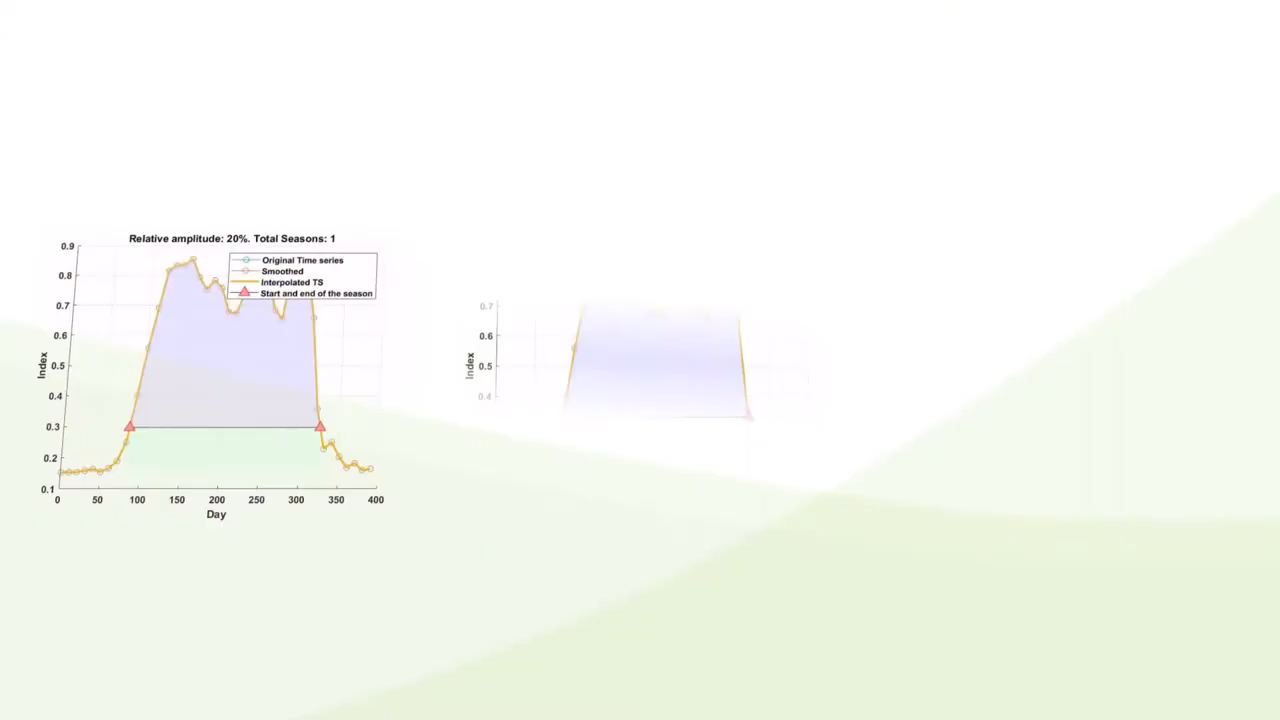 Relative amplitude: 20%. Total Seasons: 1
Original Time series
Smoothed
Interpolated TS
Start and end of the season
Index
0.9
0.8
0.7
0.6
0.5
0.4
0.3
0.2
0.1
0 50 100 150 200 250 300 350 400
Day
Index
0.7
0.6
0.5
0.4